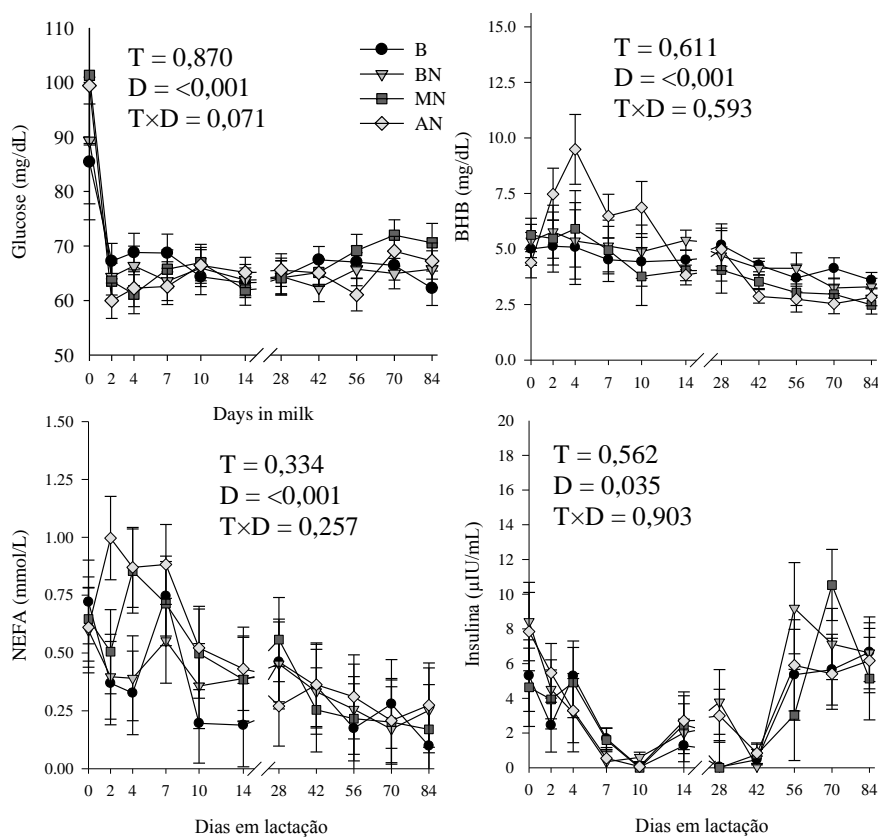 110
100
90
80
70
60
50
Glucose (mg/dL)
T = 0,870
D = <0,001
T×D = 0,071
B
BN
MN
AN
0 2 4 7 10 14 28 42 56 70 84
Days in milk
15.0
12.5
10.0
7.5
5.0
2.5
0.0
BHB (mg/dL)
T = 0,611
D = <0,001
T×D = 0,593
0 2 4 7 10 14 28 42 56 70 84
1.50
1.25
1.00
0.75
0.50
0.25
0.00
NEFA (mmol/L)
T = 0,334
D = <0,001
T×D = 0,257
0 2 4 7 10 14 28 42 56 70 84
Dias em lactação
20
18
16
14
12
10
8
6
4
2
0
Insulina (µIU/mL)
T = 0,562
D = 0,035
T×D = 0,903
0 2 4 7 10 14 28 42 56 70 84
Dias em lactação